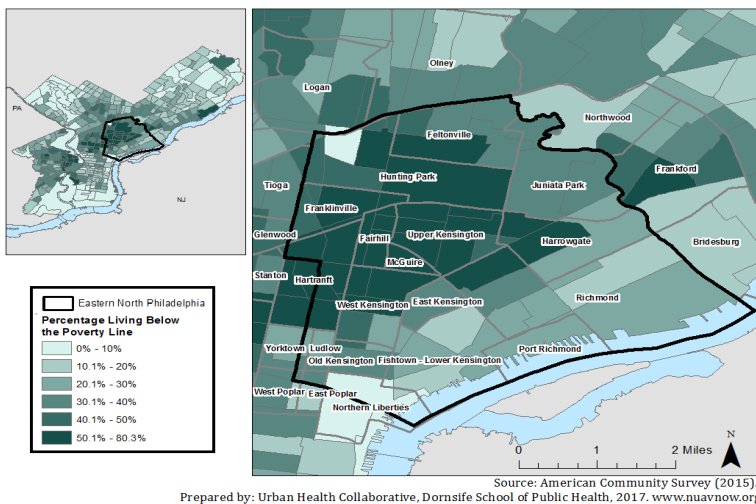 PA
NJ
Eastern North Philadelphia
Percentage Living Below
the Poverty Line
0% - 10%
10.1% - 20%
20.1% - 30%
30.1% - 40%
40.1% - 50%
50.1% - 80.3%
Olney
Logan
Northwood
Feltonville
Frankford
Hunting Park
Tioga
Juniata Park
Franklinville
Glenwood
Fairhill
Upper Kensington
Harrowgate
Bridesburg
McGuire
Stanton
Hartranft
Richmond
West Kensington
East Kensington
Yorktown
Ludlow
Port Richmond
Old Kensington
Fishtown - Lower Kensington
West Poplar
East Poplar
Northern Liberties
0 1 2 Miles
N
Source: American Community Survey (2015)
Prepared by: Urban Health Collaborative, Dornsife School of Public Health, 2017. www.nuavnow.org